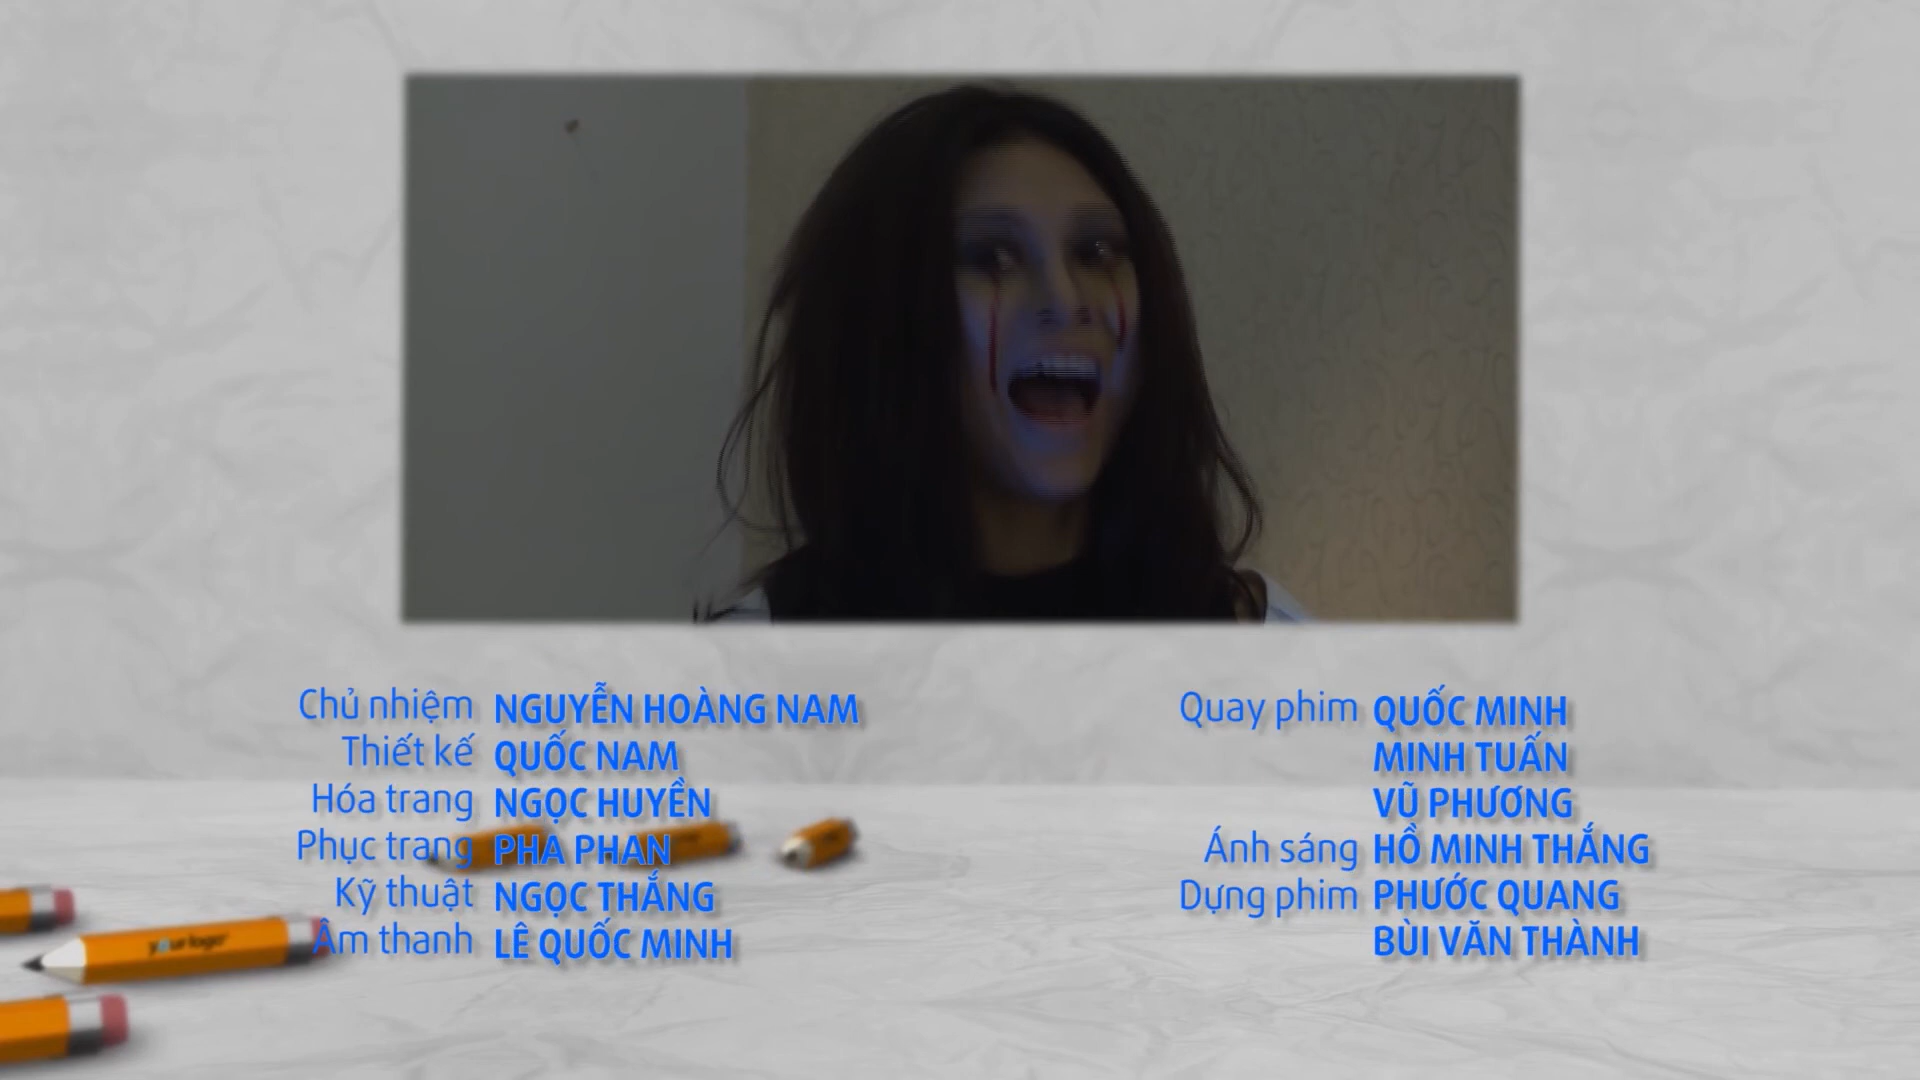 Chủ nhiệm NGUYỄN HOÀNG NAM
Thiết kế QUỐC NAM
Hóa trang NGỌC HUYỀN
Phục trang PHA PHAN
Kỹ thuật NGỌC THẮNG
Âm thanh LÊ QUỐC MINH
Quay phim QUỐC MINH
MINH TUẤN
VŨ PHƯƠNG
Ánh sáng HỒ MINH THẮNG
Dựng phim PHƯỚC QUANG
BÙI VĂN THÀNH
your logo